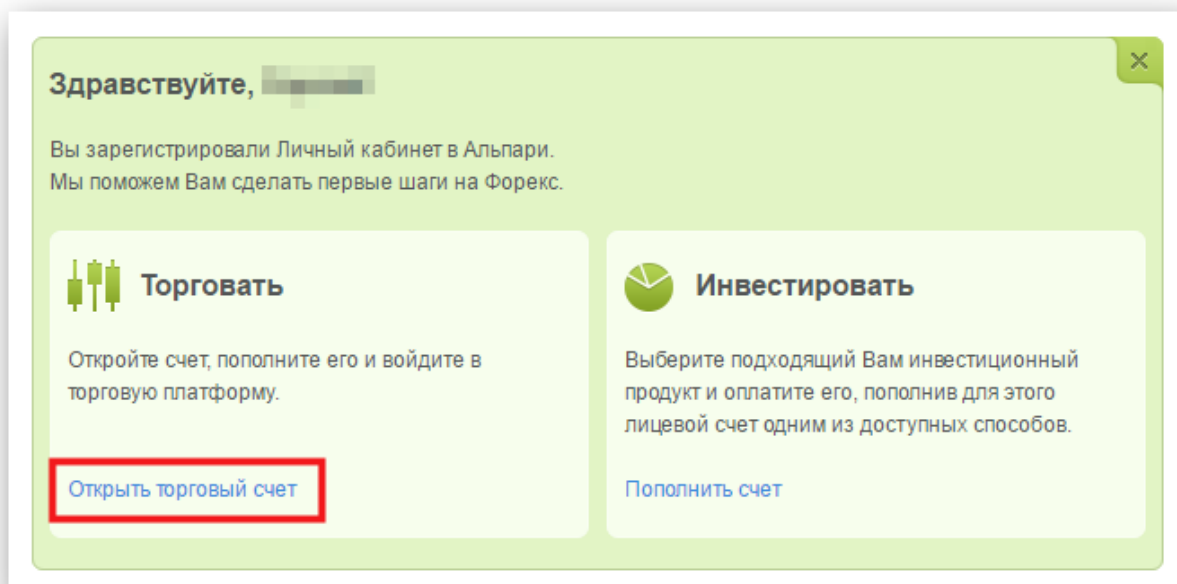 Здравствуйте,
Вы зарегистрировали Личный кабинет в Альпари.
Мы поможем Вам сделать первые шаги на Форекс.
Торговать
Откройте счет, пополните его и войдите в
торговую платформу.
Открыть торговый счет
Инвестировать
Выберите подходящий Вам инвестиционный
продукт и оплатите его, пополнив для этого
лицевой счет одним из доступных способов.
Пополнить счет